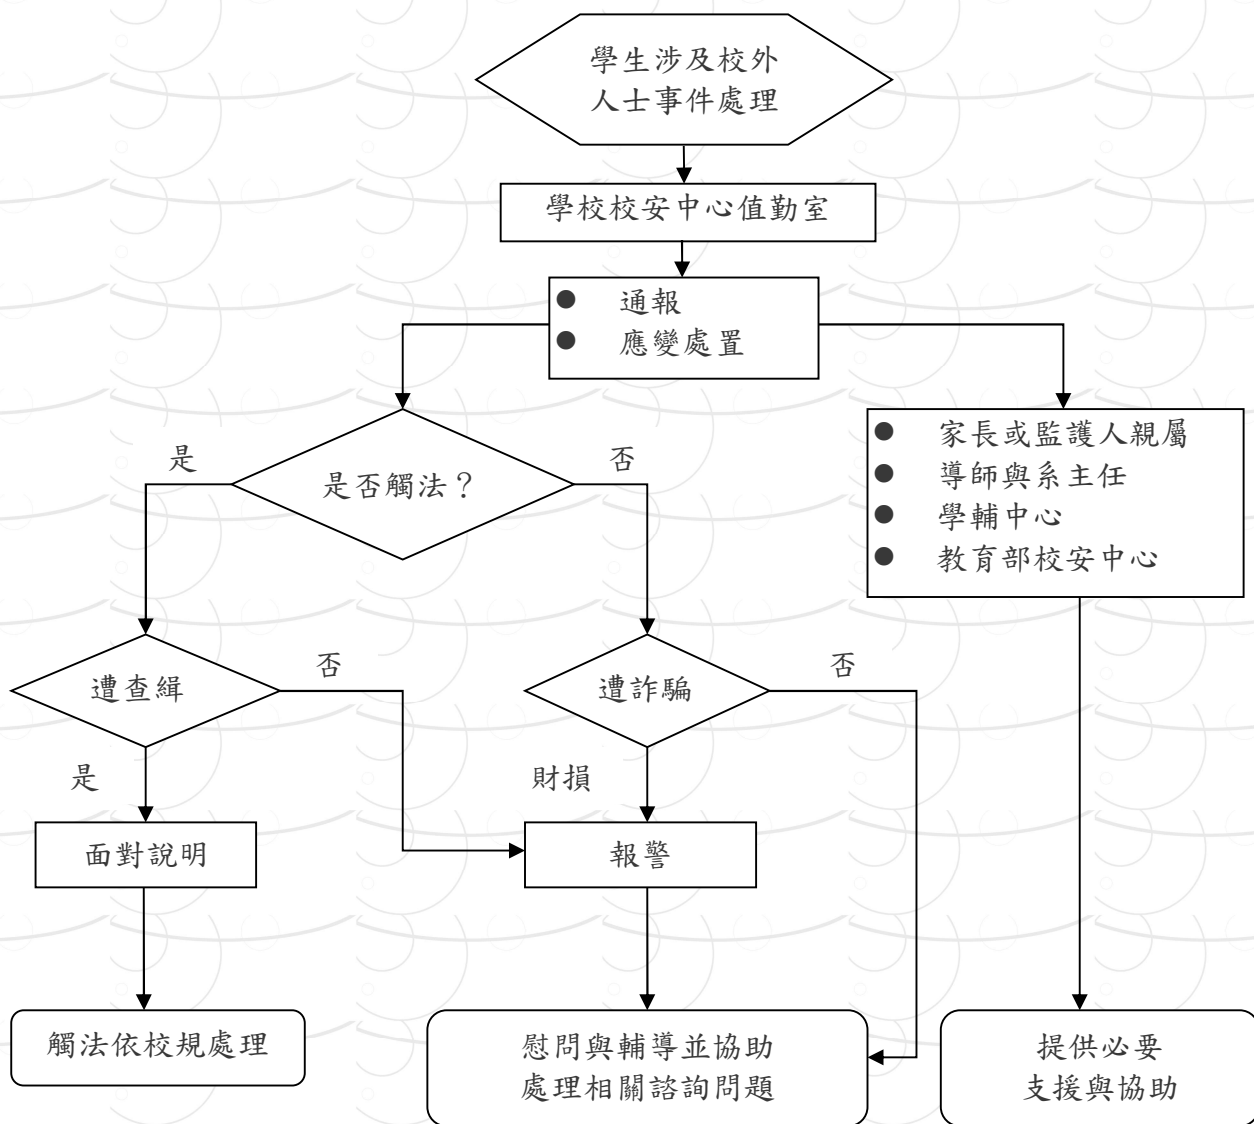 學生涉及校外
人士事件處理
學校校安中心值勤室
● 通報
● 應變處置
是
否
是否觸法？
● 家長或監護人親屬
● 導師與系主任
● 學輔中心
● 教育部校安中心
遭查緝
否
遭詐騙
否
是
財損
面對說明
報警
觸法依校規處理
慰問與輔導並協助
處理相關諮詢問題
提供必要
支援與協助